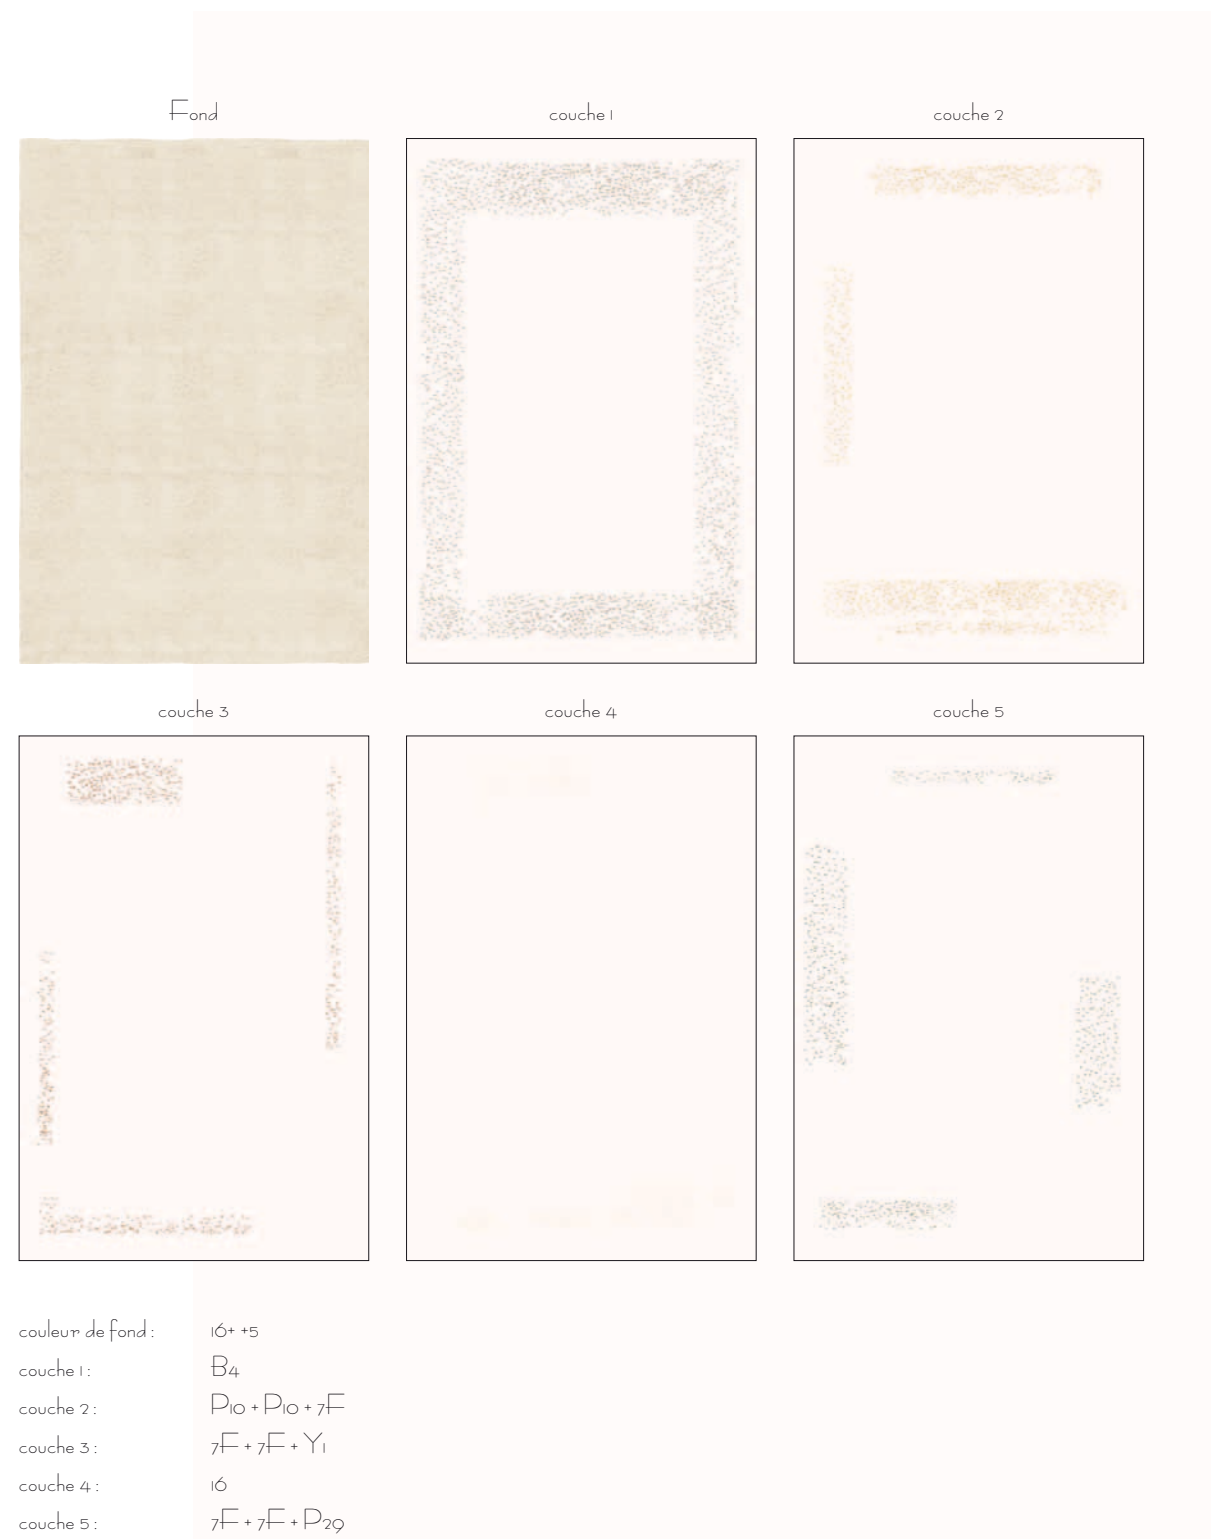 Fond
couche 1
couche 2
couche 3
couche 4
couche 5
couleur de fond : 16+ +5
couche 1 : B4
couche 2 : P10 + P10 + 7F
couche 3 : 7F + 7F + Y1
couche 4 : 16
couche 5 : 7F + 7F + P29